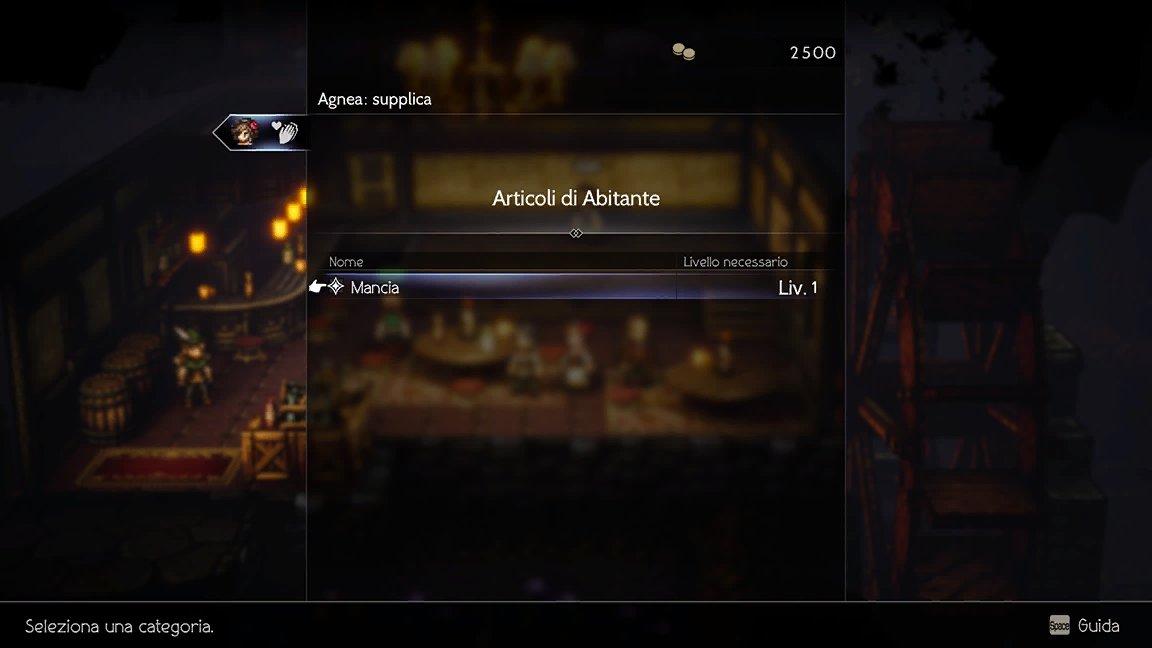 2500
Agnea: supplica
Articoli di Abitante
Nome Livello necessario
Mancia Liv. 1
Seleziona una categoria.
Space Guida